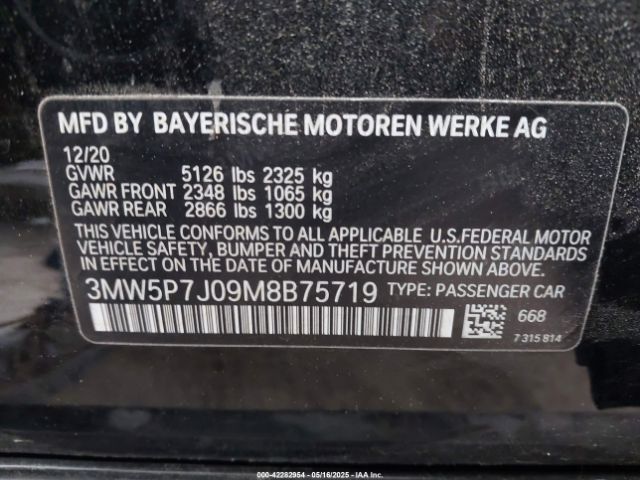 MFD BY BAYERISCHE MOTOREN WERKE AG
12/20
GVWR 5126 lbs 2325 kg
GAWR FRONT 2348 lbs 1065 kg
GAWR REAR 2866 lbs 1300 kg
THIS VEHICLE CONFORMS TO ALL APPLICABLE U.S.FEDERAL MOTOR
VEHICLE SAFETY, BUMPER AND THEFT PREVENTION STANDARDS
IN EFFECT ON THE DATE OF MANUFACTURE SHOWN ABOVE.
3MW5P7J09M8B75719 TYPE: PASSENGER CAR
668
7 315 814
000-42282954 - 05/16/2025 - IAA Inc.